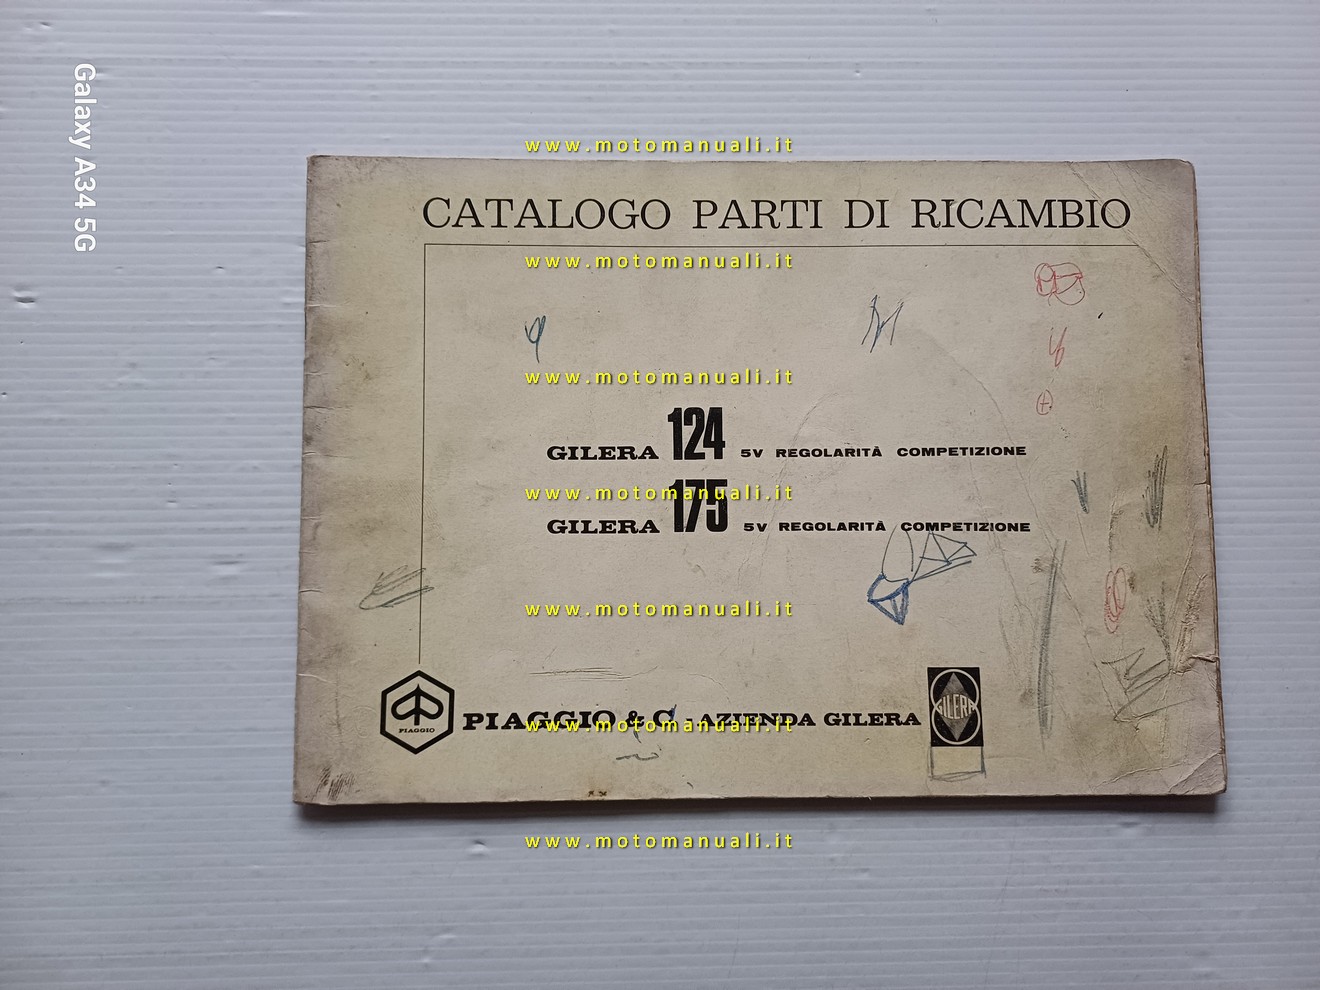 Galaxy A34 5G
www.motomanuali.it
CATALOGO PARTI DI RICAMBIO
www.motomanuali.it
www.motomanuali.it
GILERA 124 5V REGOLARITÀ COMPETIZIONE
www.motomanuali.it
GILERA 175 5V REGOLARITÀ COMPETIZIONE
www.motomanuali.it
PIAGGIO
PIAGGIO & C. - AZIENDA GILERA
GILERA
www.motomanuali.it
www.motomanuali.it